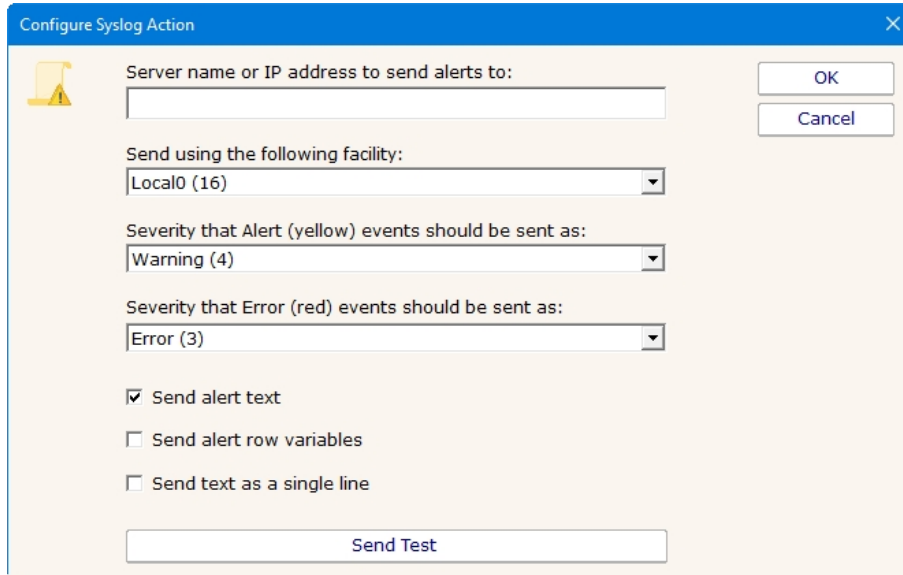 Configure Syslog Action
Server name or IP address to send alerts to:
OK
Cancel
Send using the following facility:
Local0 (16)
Severity that Alert (yellow) events should be sent as:
Warning (4)
Severity that Error (red) events should be sent as:
Error (3)
Send alert text
Send alert row variables
Send text as a single line
Send Test